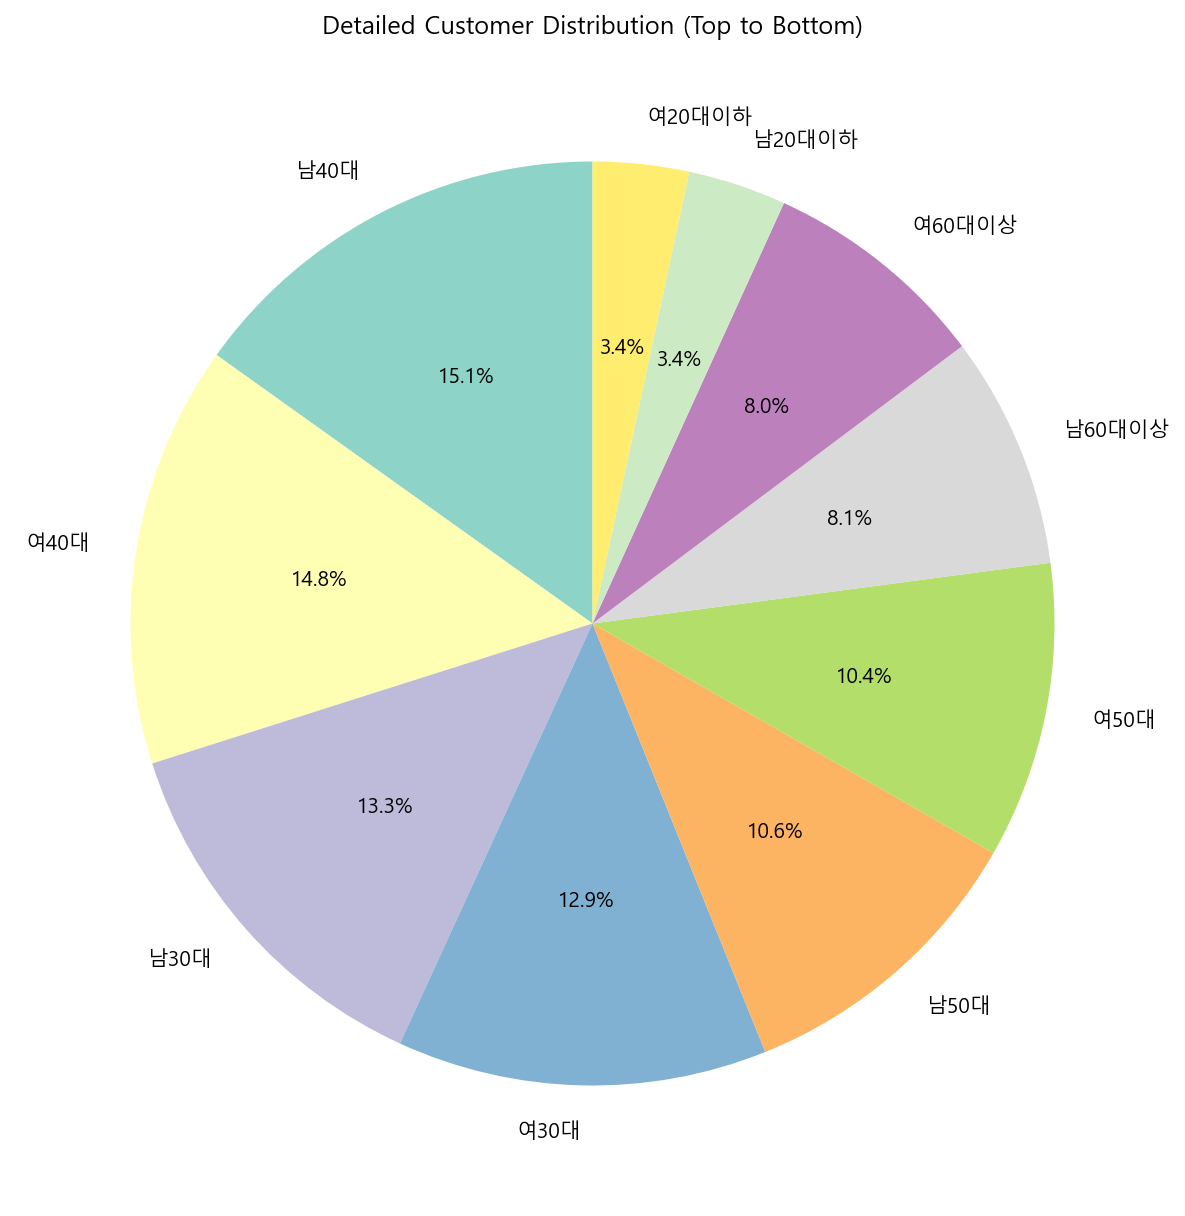 Detailed Customer Distribution (Top to Bottom)
여20대이하
남20대이하
남40대
여60대이상
3.4%
3.4%
15.1%
8.0%
남60대이상
8.1%
여40대
14.8%
10.4%
여50대
13.3%
10.6%
12.9%
남30대
남50대
여30대